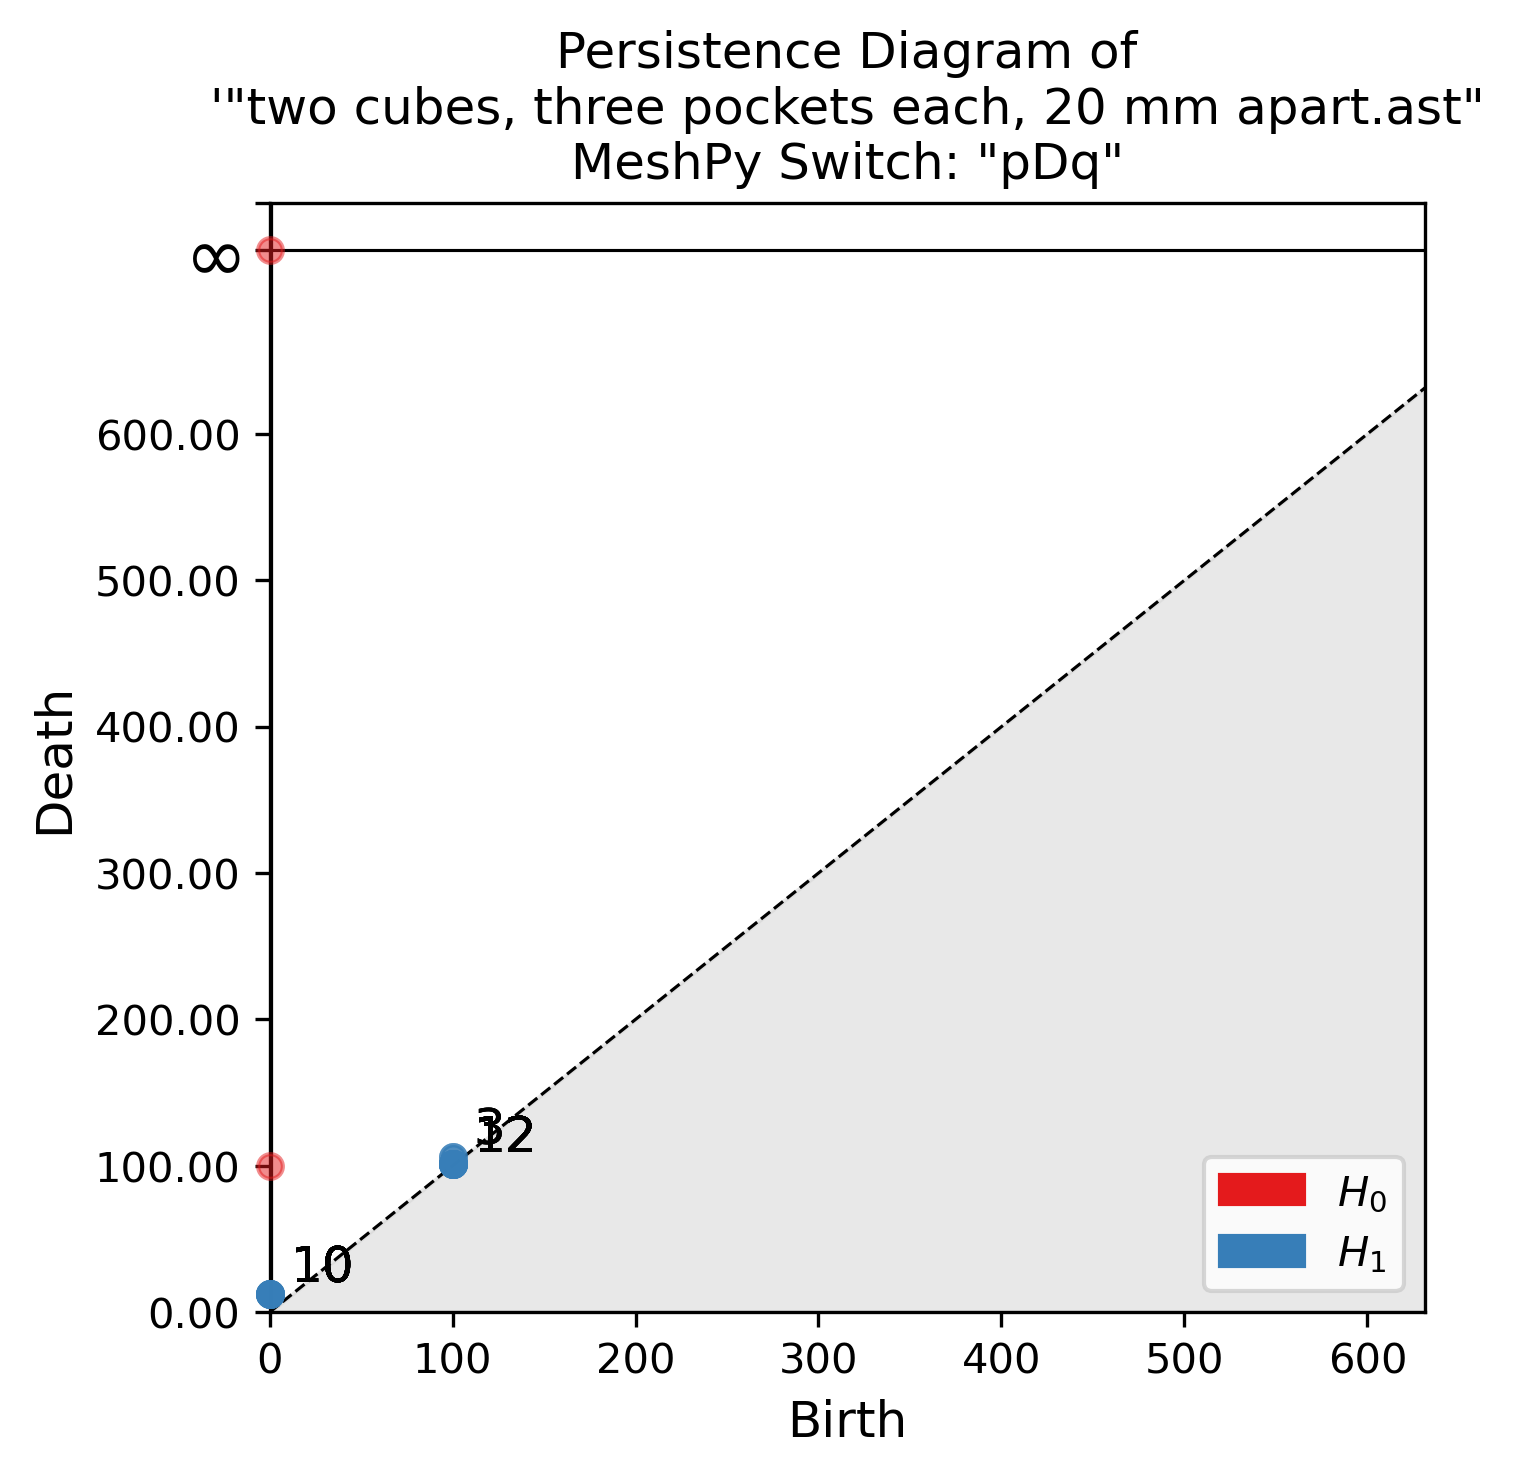 Persistence Diagram of
'"two cubes, three pockets each, 20 mm apart.ast"
MeshPy Switch: "pDq"
∞
600.00
500.00
400.00
300.00
200.00
100.00
0.00
Death
3
12
10
H0
H1
0 100 200 300 400 500 600
Birth